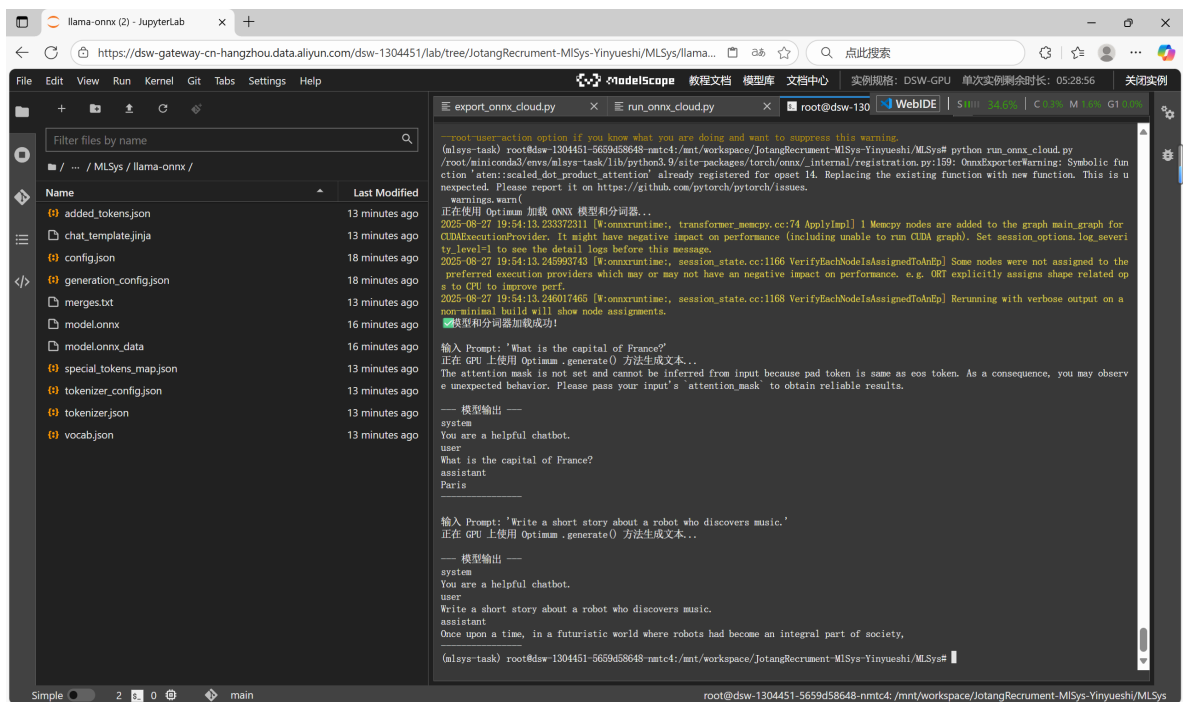 llama-onnx (2) - JupyterLab
https://dsw-gateway-cn-hangzhou.data.aliyun.com/dsw-1304451/lab/tree/JotangRecrument-MlSys-Yinyueshi/MLSys/llama...
点此搜索
File Edit View Run Kernel Git Tabs Settings Help
ModelScope 教程文档 模型库 文档中心 实例规格: DSW-GPU 单次实例剩余时长: 05:28:56 关闭实例
export_onnx_cloud.py
run_onnx_cloud.py
root@dsw-130
WebIDE
S 34.6% C 0.3% M 1.6% G1 0.0%
Filter files by name
/ ··· / MLSys / llama-onnx /
Name Last Modified
added_tokens.json 13 minutes ago
chat_template.jinja 13 minutes ago
config.json 18 minutes ago
generation_config.json 18 minutes ago
merges.txt 13 minutes ago
model.onnx 16 minutes ago
model.onnx_data 16 minutes ago
special_tokens_map.json 13 minutes ago
tokenizer_config.json 13 minutes ago
tokenizer.json 13 minutes ago
vocab.json 13 minutes ago
--root-user-action option if you know what you are doing and want to suppress this warning.
(mlsys-task) root@dsw-1304451-5659d58648-nmtc4:/mnt/workspace/JotangRecrument-MlSys-Yinyueshi/MLSys# python run_onnx_cloud.py
/root/miniconda3/envs/mlsys-task/lib/python3.9/site-packages/torch/onnx/_internal/registration.py:159: OnnxExporterWarning: Symbolic fun
ction 'aten::scaled_dot_product_attention' already registered for opset 14. Replacing the existing function with new function. This is u
nexpected. Please report it on https://github.com/pytorch/pytorch/issues.
warnings.warn(
正在使用 Optimum 加载 ONNX 模型和分词器...
2025-08-27 19:54:13.233372311 [W:onnxruntime:, transformer_memcpy.cc:74 ApplyImpl] 1 Memcpy nodes are added to the graph main_graph for
CUDAExecutionProvider. It might have negative impact on performance (including unable to run CUDA graph). Set session_options.log_severi
ty_level=1 to see the detail logs before this message.
2025-08-27 19:54:13.245993743 [W:onnxruntime:, session_state.cc:1166 VerifyEachNodeIsAssignedToAnEp] Some nodes were not assigned to the
preferred execution providers which may or may not have an negative impact on performance. e.g. ORT explicitly assigns shape related op
s to CPU to improve perf.
2025-08-27 19:54:13.246017465 [W:onnxruntime:, session_state.cc:1168 VerifyEachNodeIsAssignedToAnEp] Rerunning with verbose output on a
non-minimal build will show node assignments.
✅模型和分词器加载成功!
输入 Prompt: 'What is the capital of France?'
正在 GPU 上使用 Optimum .generate() 方法生成文本...
The attention mask is not set and cannot be inferred from input because pad token is same as eos token. As a consequence, you may observ
e unexpected behavior. Please pass your input's `attention_mask` to obtain reliable results.
--- 模型输出 ---
system
You are a helpful chatbot.
user
What is the capital of France?
assistant
Paris
----------------
输入 Prompt: 'Write a short story about a robot who discovers music.'
正在 GPU 上使用 Optimum .generate() 方法生成文本...
--- 模型输出 ---
system
You are a helpful chatbot.
user
Write a short story about a robot who discovers music.
assistant
Once upon a time, in a futuristic world where robots had become an integral part of society,
----------------
(mlsys-task) root@dsw-1304451-5659d58648-nmtc4:/mnt/workspace/JotangRecrument-MlSys-Yinyueshi/MLSys#
Simple 2 0 main root@dsw-1304451-5659d58648-nmtc4: /mnt/workspace/JotangRecrument-MlSys-Yinyueshi/MLSys